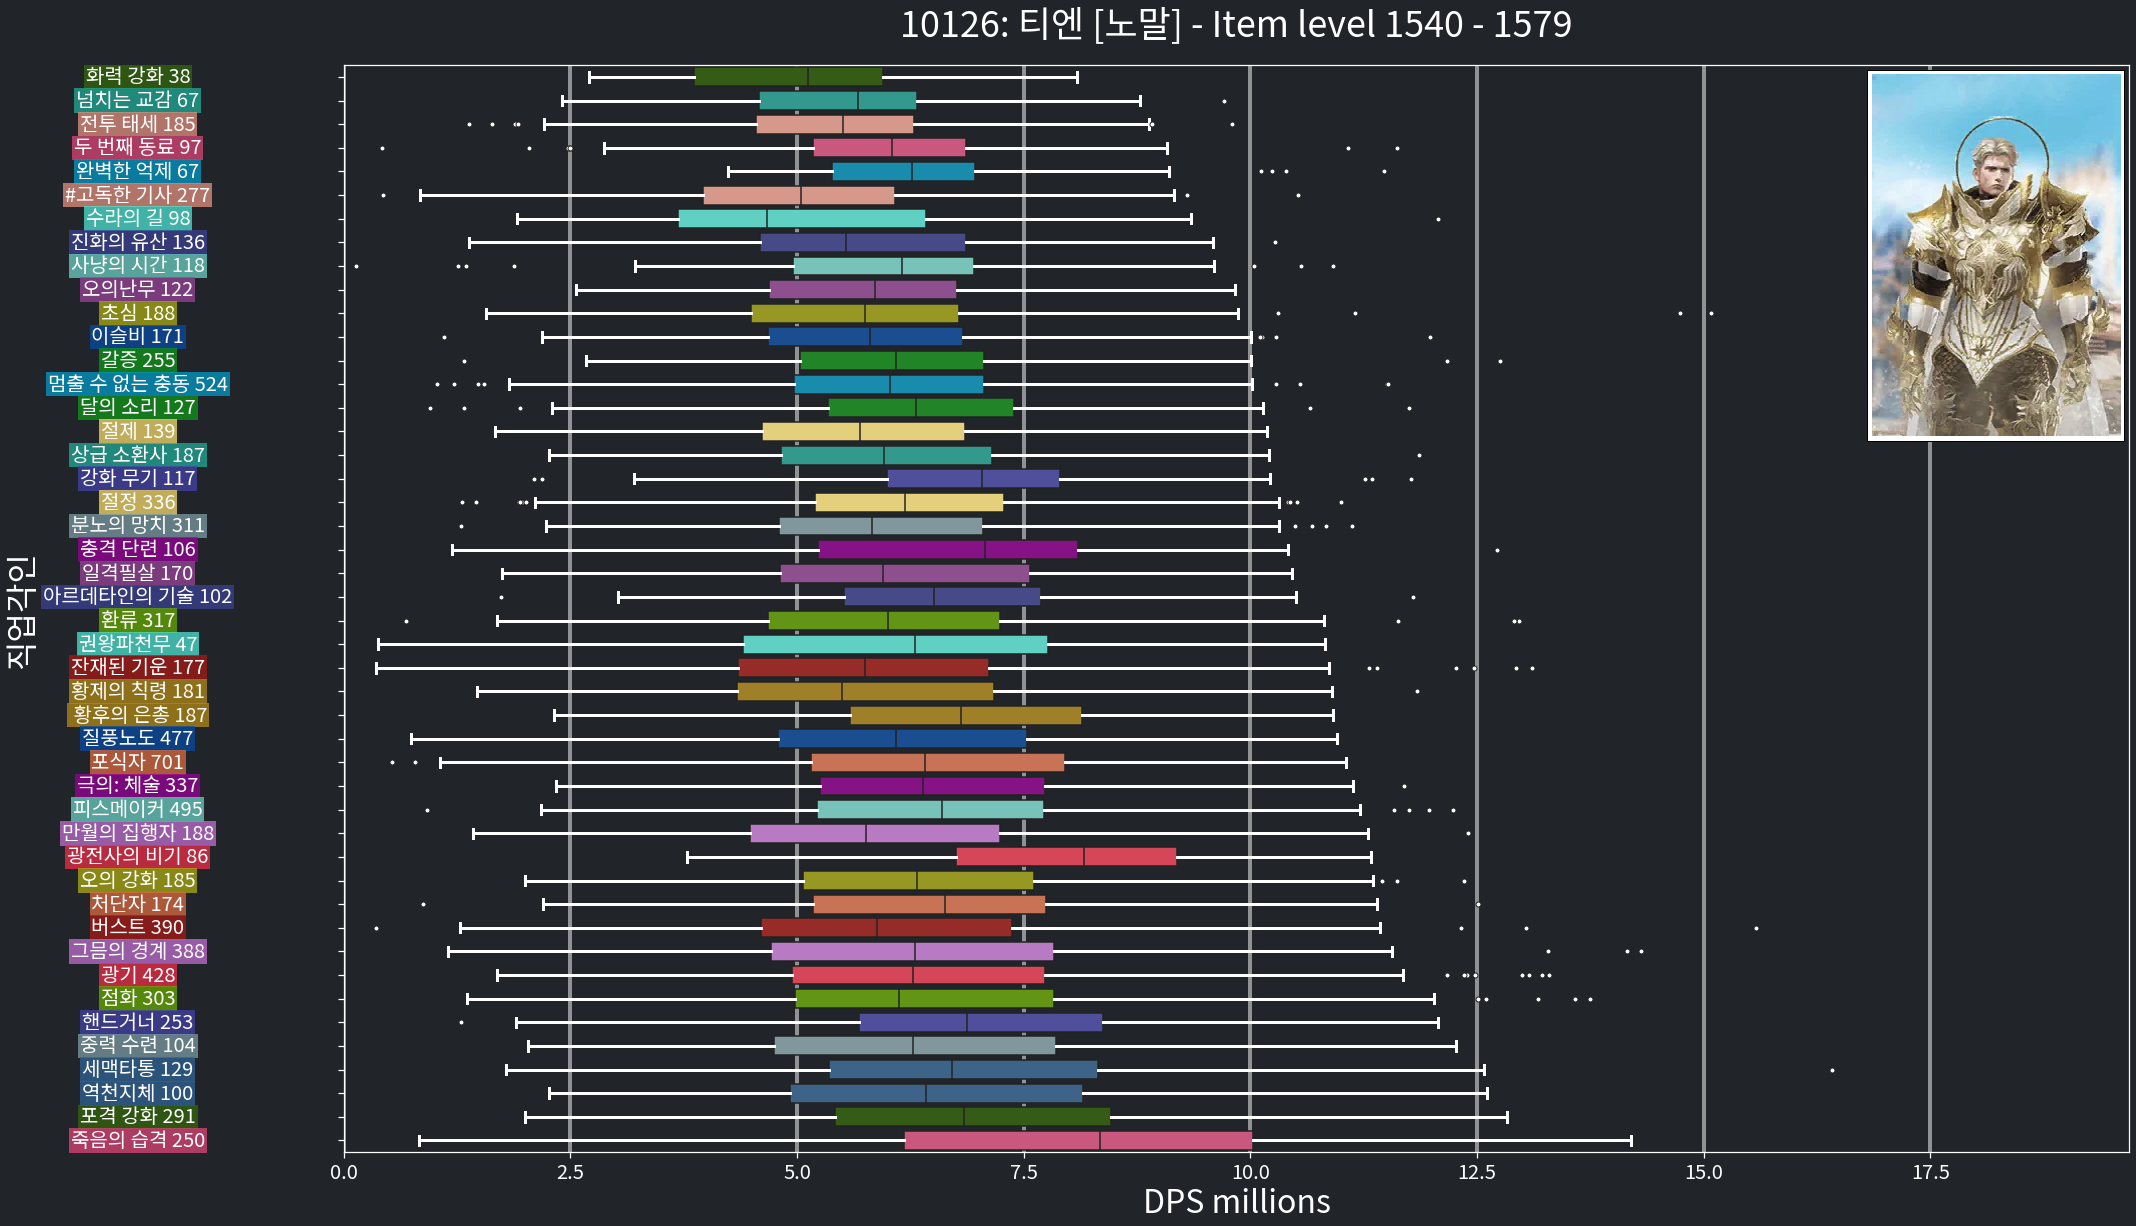 10126: 티엔 [노말] - Item level 1540 - 1579
화력 강화 38
넘치는 교감 67
전투 태세 185
두 번째 동료 97
완벽한 억제 67
#고독한 기사 277
수라의 길 98
진화의 유산 136
사냥의 시간 118
오의난무 122
초심 188
이슬비 171
갈증 255
멈출 수 없는 충동 524
달의 소리 127
절제 139
상급 소환사 187
강화 무기 117
절정 336
분노의 망치 311
충격 단련 106
일격필살 170
아르데타인의 기술 102
환류 317
권왕파천무 47
잔재된 기운 177
황제의 칙령 181
황후의 은총 187
질풍노도 477
포식자 701
극의: 체술 337
피스메이커 495
만월의 집행자 188
광전사의 비기 86
오의 강화 185
처단자 174
버스트 390
그믐의 경계 388
광기 428
점화 303
핸드거너 253
중력 수련 104
세맥타통 129
역천지체 100
포격 강화 291
죽음의 습격 250
직업각인
0.0 2.5 5.0 7.5 10.0 12.5 15.0 17.5
DPS millions